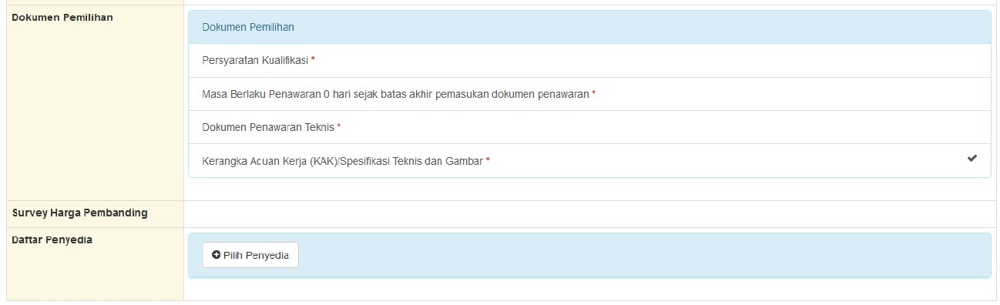 Dokumen Pemilihan
Dokumen Pemilihan
Persyaratan Kualifikasi *
Masa Berlaku Penawaran 0 hari sejak batas akhir pemasukan dokumen penawaran *
Dokumen Penawaran Teknis *
Kerangka Acuan Kerja (KAK)/Spesifikasi Teknis dan Gambar *
Survey Harga Pembanding
Daftar Penyedia
Pilih Penyedia